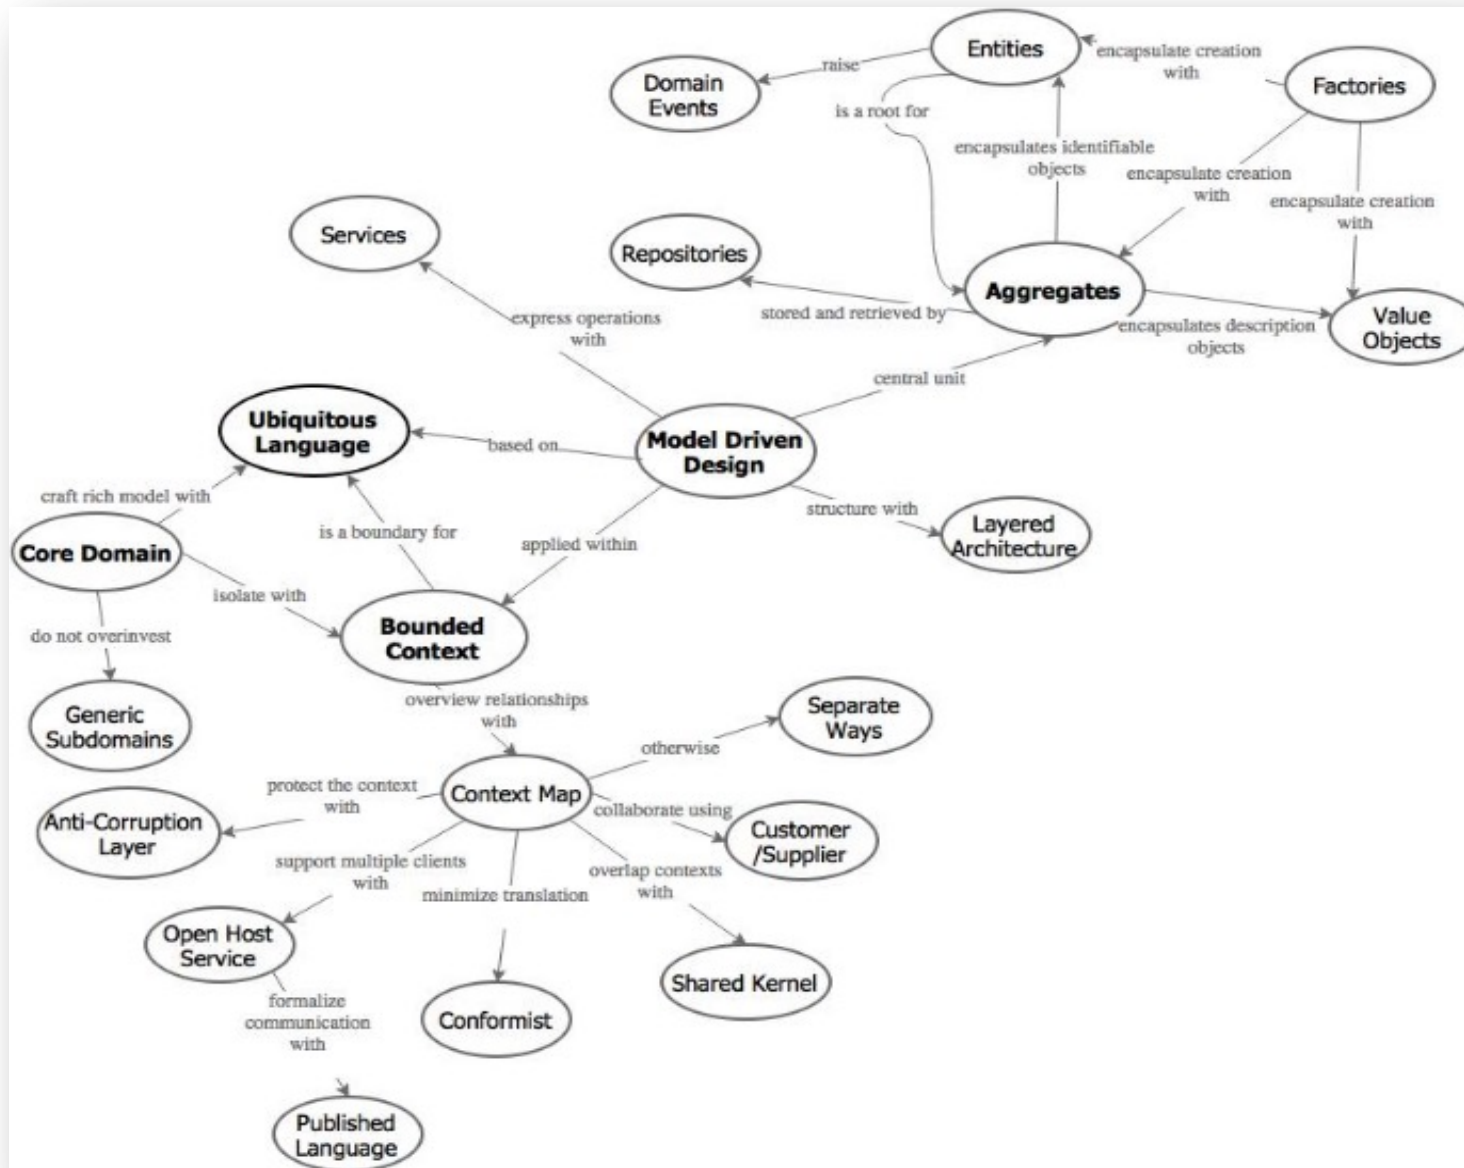 Entities
encapsulate creation
with
Factories
raise
Domain
Events
is a root for
encapsulates identifiable
objects
encapsulate creation
with
encapsulate creation
with
Services
Repositories
Aggregates
stored and retrieved by
encapsulates description
objects
Value
Objects
express operations
with
central unit
Ubiquitous
Language
based on
Model Driven
Design
craft rich model with
is a boundary for
applied within
structure with
Layered
Architecture
Core Domain
isolate with
do not overinvest
Bounded
Context
Generic
Subdomains
overview relationships
with
Separate
Ways
otherwise
protect the context
with
Context Map
collaborate using
Anti-Corruption
Layer
Customer
/Supplier
support multiple clients
with
minimize translation
overlap contexts
with
Open Host
Service
Shared Kernel
formalize
communication
with
Conformist
Published
Language